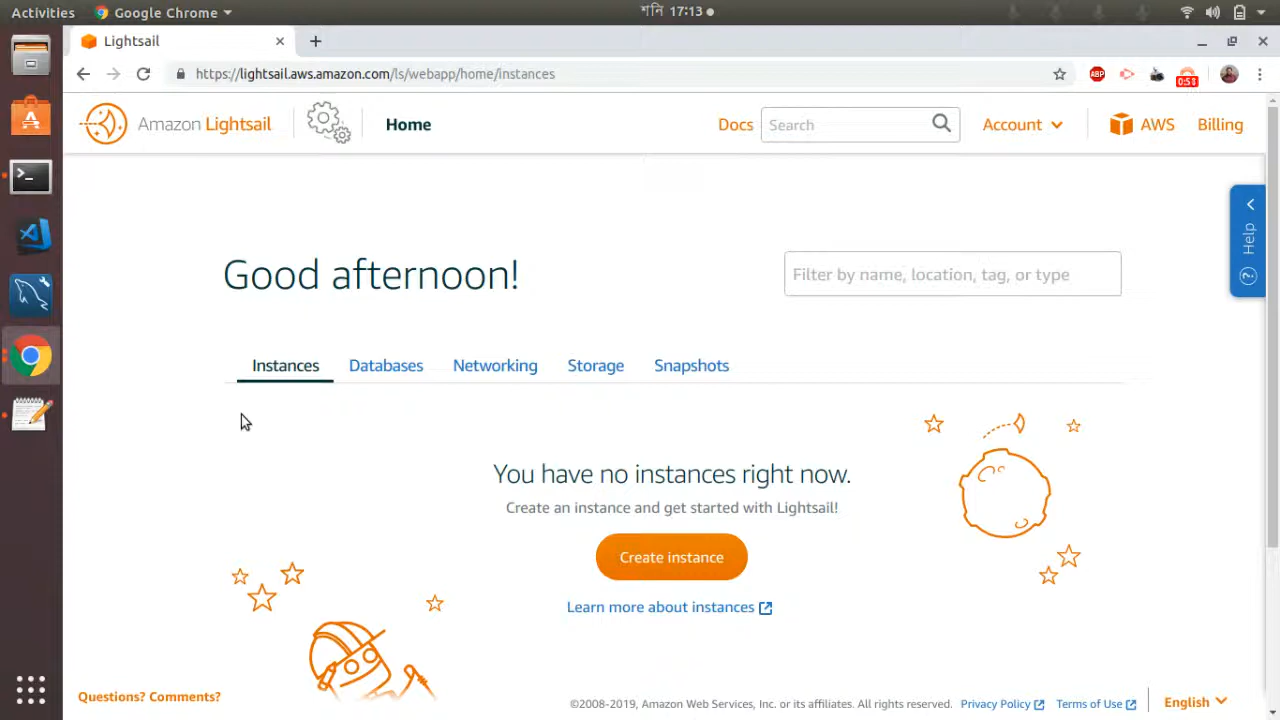 Activities Google Chrome শনি 17:13
Lightsail
https://lightsail.aws.amazon.com/ls/webapp/home/instances
ABP 0:58
Amazon Lightsail Home Docs Search Account AWS Billing
Help
Good afternoon!
Filter by name, location, tag, or type
Instances Databases Networking Storage Snapshots
You have no instances right now.
Create an instance and get started with Lightsail!
Create instance
Learn more about instances
Questions? Comments?
©2008-2019, Amazon Web Services, Inc. or its affiliates. All rights reserved. Privacy Policy Terms of Use English